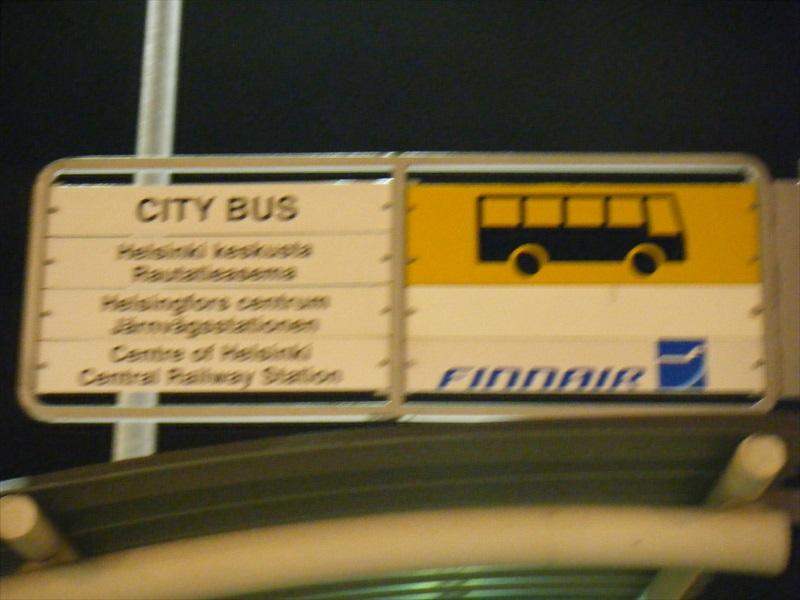 CITY BUS
Helsinki keskusta
Rautatieasema
Helsingfors centrum
Järnvägsstationen
Centre of Helsinki
Central Railway Station
FINNAIR